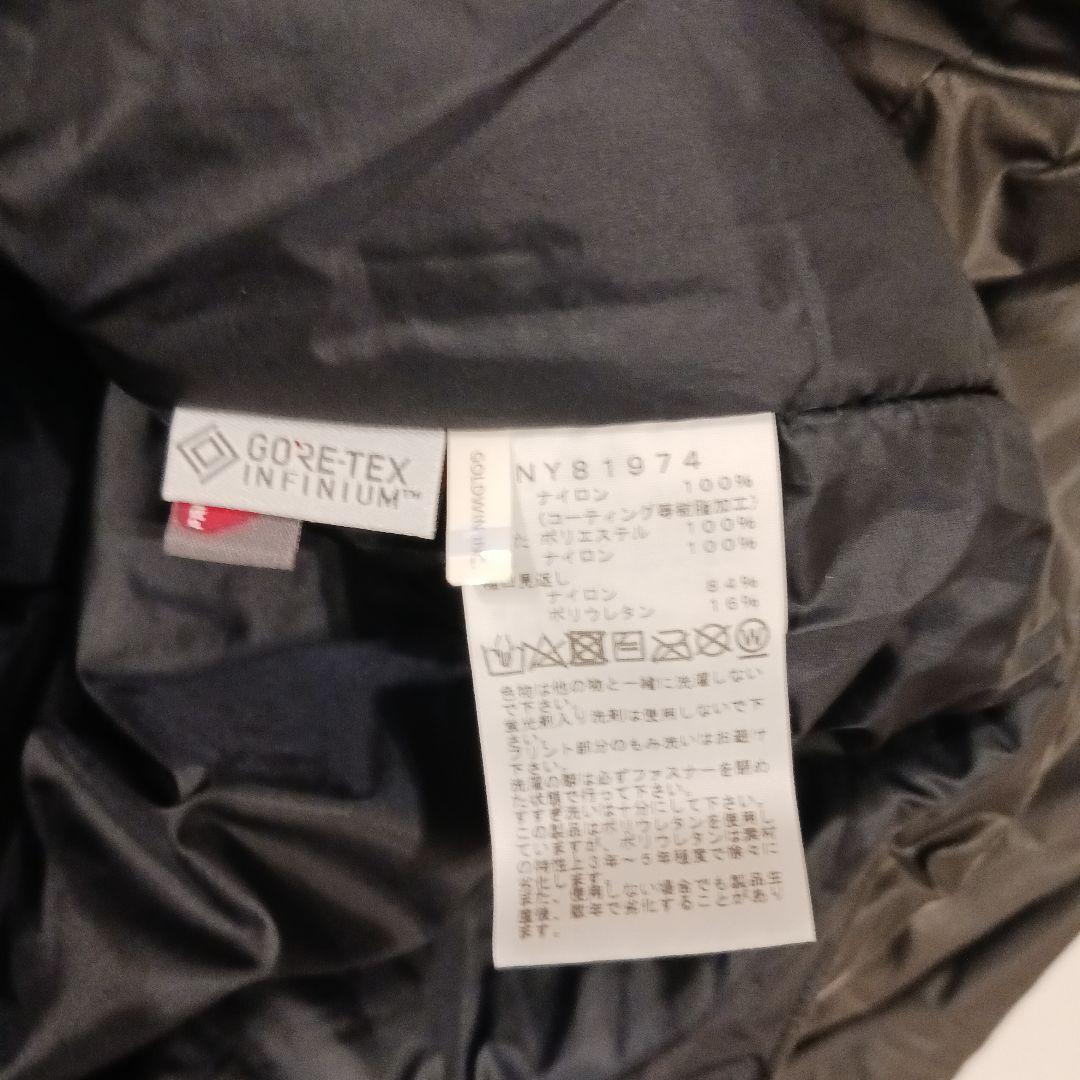 GORE-TEX
INFINIUM™
GOLDWIN INC.
NY81974
ナイロン 100%
(コーティング等樹脂加工)
た ポリエステル 100%
ナイロン 100%
袖口見返し
ナイロン 84%
ポリウレタン 16%
W
色物は他の物と一緒に洗濯しない
で下さい。
蛍光剤入り洗剤は使用しないで下
さい。
プリント部分のもみ洗いはお避け
下さい。
洗濯の際は必ずファスナーを閉め
た状態で行って下さい。
すすぎ洗いは十分にして下さい。
この製品はポリウレタンを使用し
ていますが、ポリウレタンは素材
の特性上3年～5年程度で徐々に
劣化します。
また、使用しない場合でも製品生
産後、数年で劣化することがあり
ます。